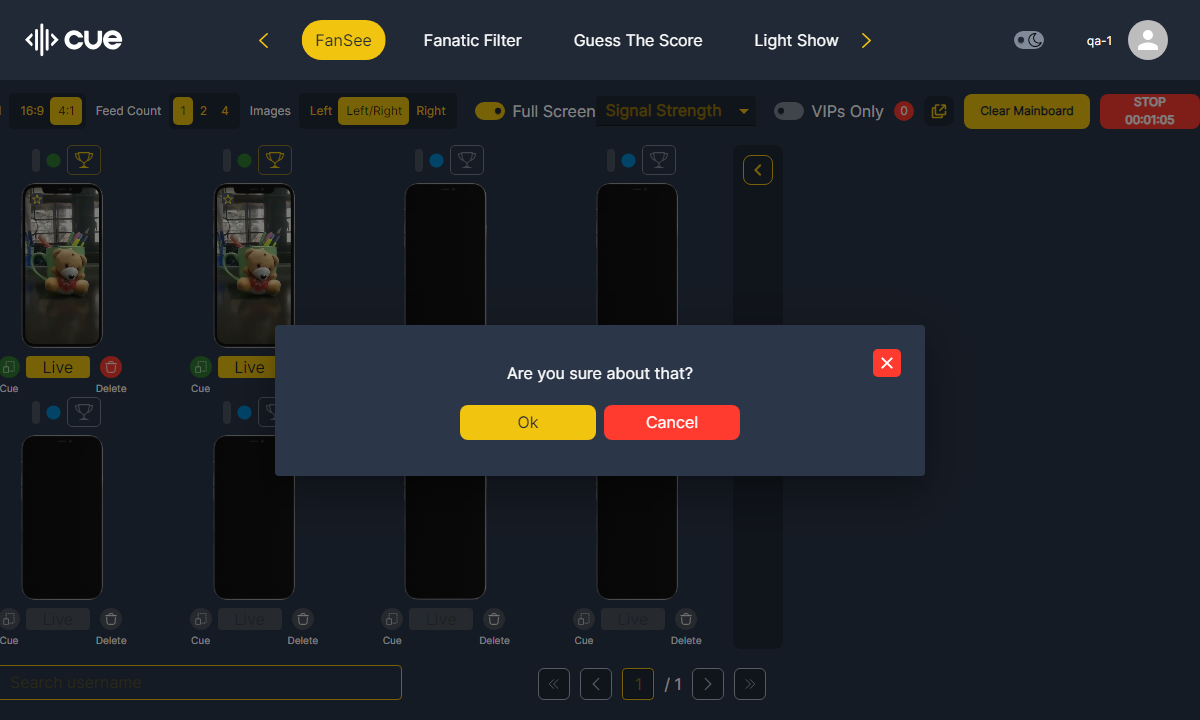 cue
FanSee
Fanatic Filter
Guess The Score
Light Show
qa-1
16:9
4:1
Feed Count
1
2
4
Images
Left
Left/Right
Right
Full Screen
Signal Strength
VIPs Only
0
Clear Mainboard
STOP
00:01:05
Live
Live
Cue
Delete
Cue
Are you sure about that?
Ok
Cancel
Live
Live
Live
Live
Cue
Delete
Cue
Delete
Cue
Delete
Cue
Delete
Search username
1
/ 1